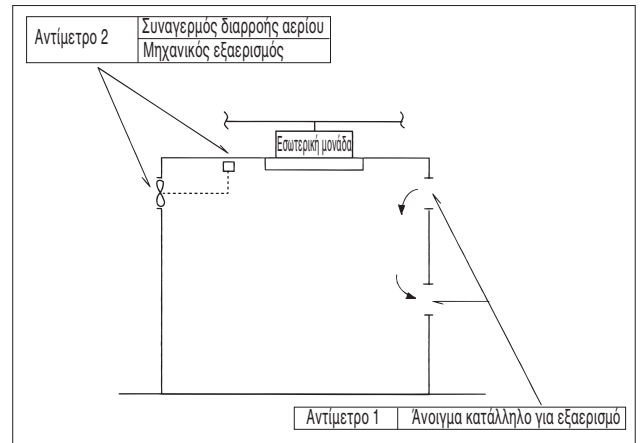 Αντίμετρο 2
Συναγερμός διαρροής αερίου
Μηχανικός εξαερισμός
Εσωτερική μονάδα
Αντίμετρο 1
Άνοιγμα κατάλληλο για εξαερισμό